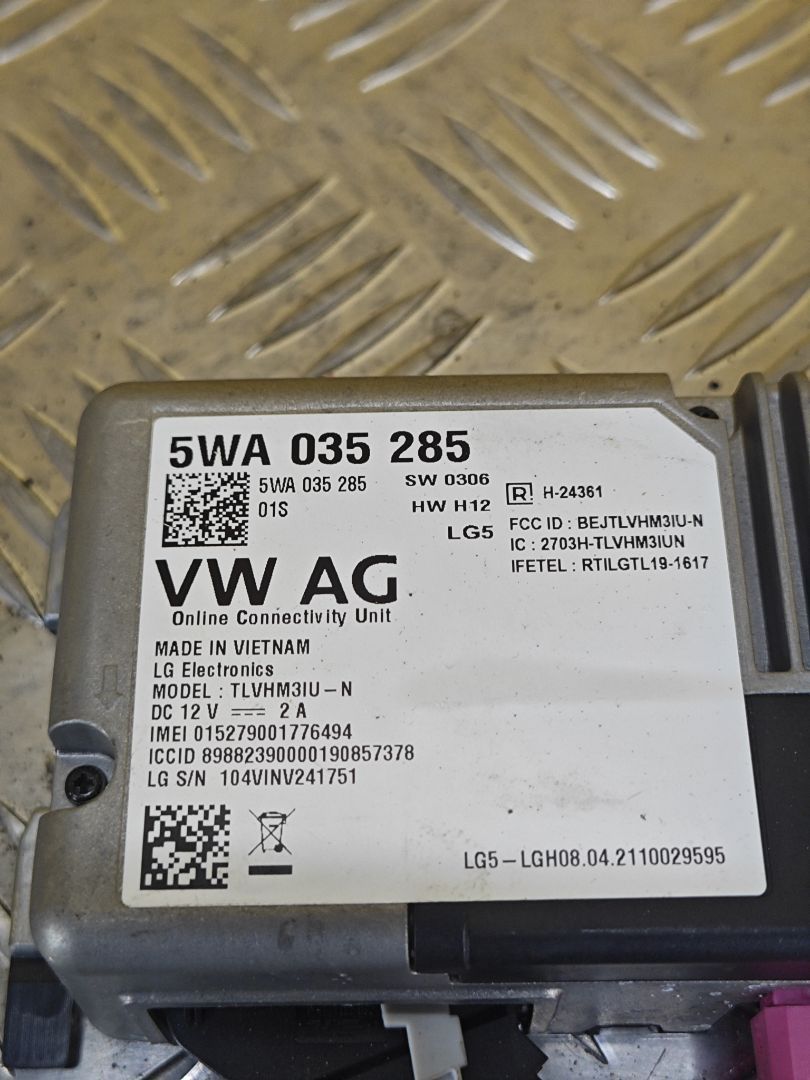 5WA 035 285
5WA 035 285
01S
SW 0306
HW H12
LG5
R H-24361
FCC ID : BEJTLVHM3IU-N
IC : 2703H-TLVHM3IUN
IFETEL : RTILGTL19-1617
VW AG
Online Connectivity Unit
MADE IN VIETNAM
LG Electronics
MODEL : TLVHM3IU-N
DC 12 V ⎓ 2 A
IMEI 015279001776494
ICCID 89882390000190857378
LG S/N 104VINV241751
LG5-LGH08.04.2110029595